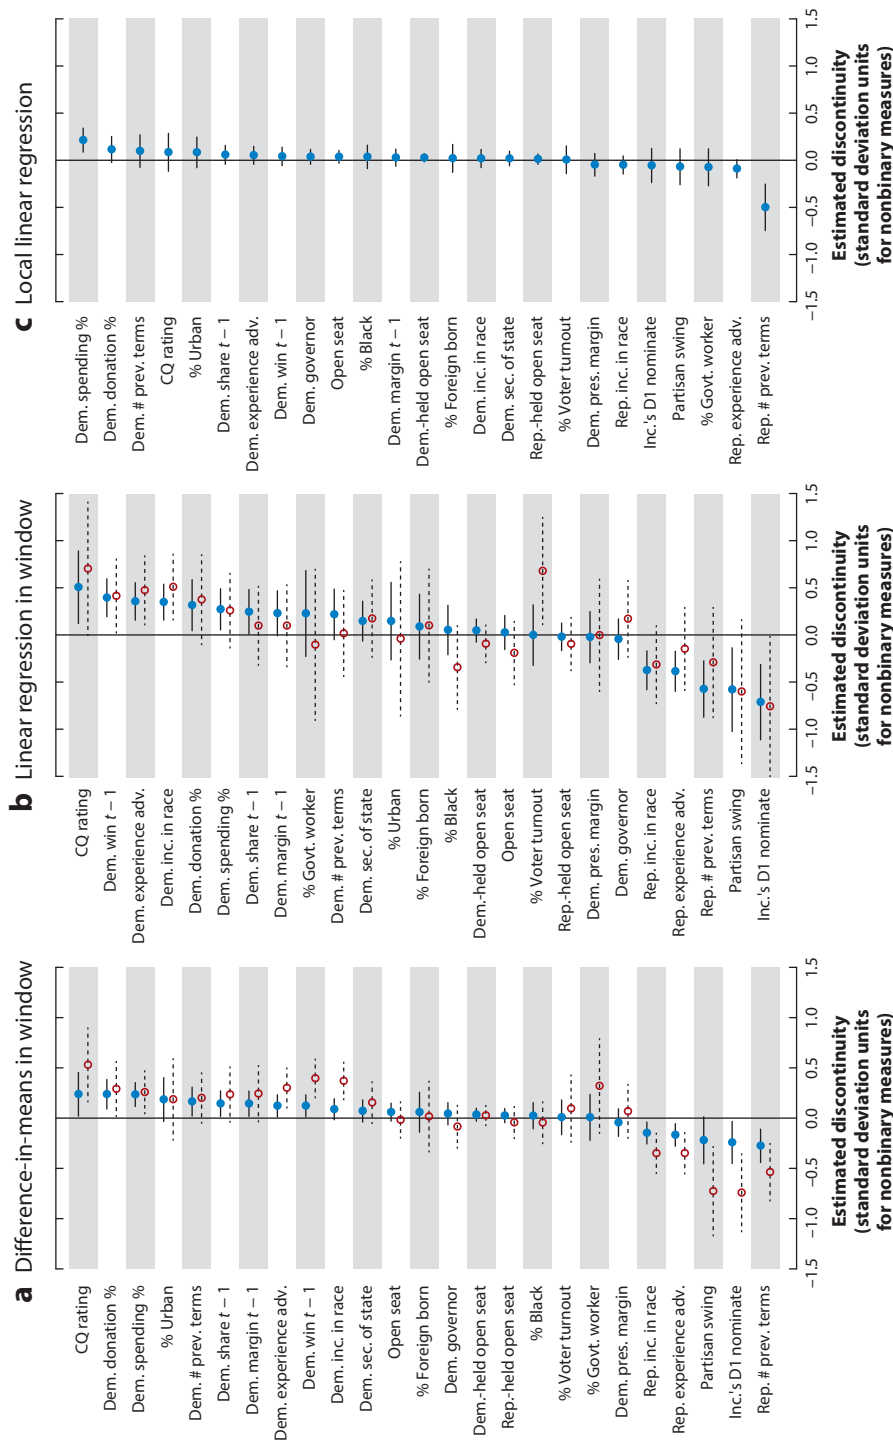 a Difference-in-means in window
CQ rating
Dem. donation %
Dem. spending %
% Urban
Dem. # prev. terms
Dem. share t – 1
Dem. margin t – 1
Dem. experience adv.
Dem. win t – 1
Dem. inc. in race
Dem. sec. of state
Open seat
% Foreign born
Dem. governor
Dem.-held open seat
Rep.-held open seat
% Black
% Voter turnout
% Govt. worker
Dem. pres. margin
Rep. inc. in race
Rep. experience adv.
Partisan swing
Inc.'s D1 nominate
Rep. # prev. terms
–1.5 –1.0 –0.5 0.0 0.5 1.0 1.5
Estimated discontinuity
(standard deviation units
for nonbinary measures)
b Linear regression in window
CQ rating
Dem. win t – 1
Dem. experience adv.
Dem. inc. in race
Dem. donation %
Dem. spending %
Dem. share t – 1
Dem. margin t – 1
% Govt. worker
Dem. # prev. terms
Dem. sec. of state
% Urban
% Foreign born
% Black
Dem.-held open seat
Open seat
% Voter turnout
Rep.-held open seat
Dem. pres. margin
Dem. governor
Rep. inc. in race
Rep. experience adv.
Rep. # prev. terms
Partisan swing
Inc.'s D1 nominate
–1.5 –1.0 –0.5 0.0 0.5 1.0 1.5
Estimated discontinuity
(standard deviation units
for nonbinary measures)
c Local linear regression
Dem. spending %
Dem. donation %
Dem. # prev. terms
CQ rating
% Urban
Dem. share t – 1
Dem. experience adv.
Dem. win t – 1
Dem. governor
Open seat
% Black
Dem. margin t – 1
Dem.-held open seat
% Foreign born
Dem. inc. in race
Dem. sec. of state
Rep.-held open seat
% Voter turnout
Dem. pres. margin
Rep. inc. in race
Inc.'s D1 nominate
Partisan swing
% Govt. worker
Rep. experience adv.
Rep. # prev. terms
–1.5 –1.0 –0.5 0.0 0.5 1.0 1.5
Estimated discontinuity
(standard deviation units
for nonbinary measures)